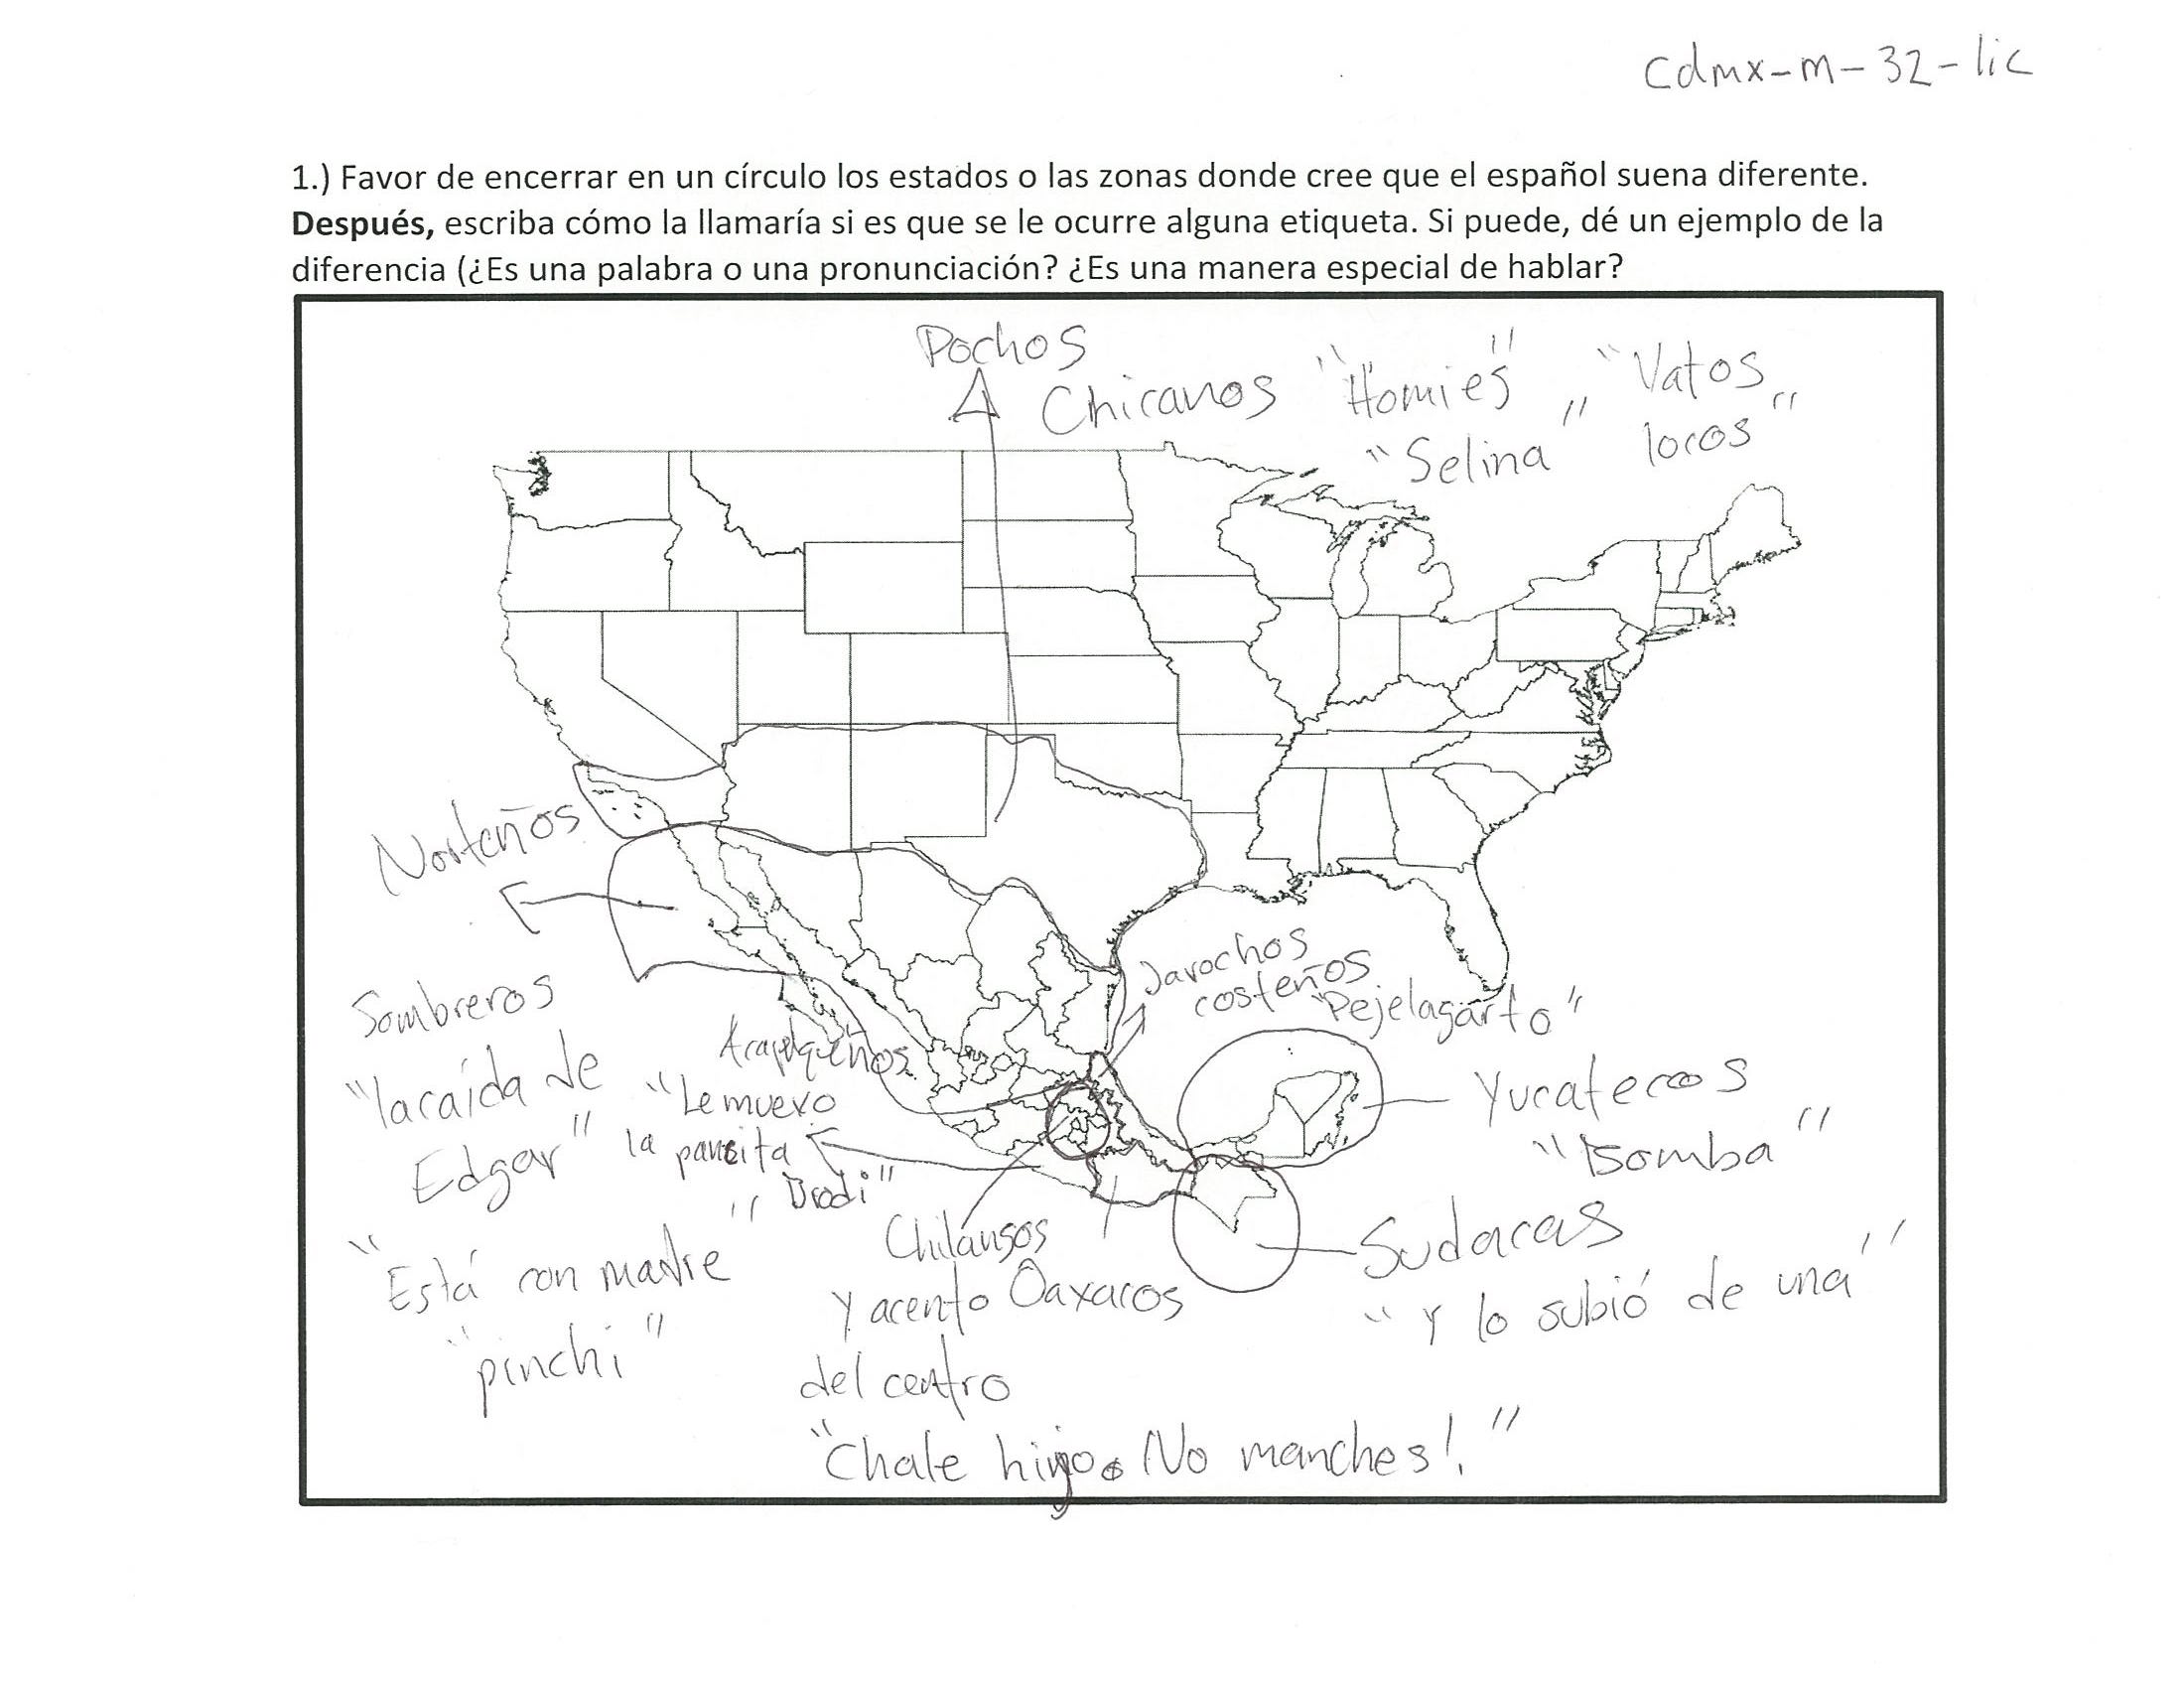 cdmx-m-32-lic
1.) Favor de encerrar en un círculo los estados o las zonas donde cree que el español suena diferente.
Después, escriba cómo la llamaría si es que se le ocurre alguna etiqueta. Si puede, dé un ejemplo de la
diferencia (¿Es una palabra o una pronunciación? ¿Es una manera especial de hablar?
Pochos
Chicanos "Homies", "Vatos
locos"
"Selina"
Norteños
Sombreros
"lacaída de
Edgar"
"Está con madre"
"pinchi"
Acapulqueños
"Le muevo
la pancita
Brodi"
Jarochos
costeños
"Pejelagarto"
Yucatecos
"Bomba"
Sudacas
"Y lo subió de una"
Chilangos
y acento
del centro
Oaxacos
"Chale hijo. No manches!"